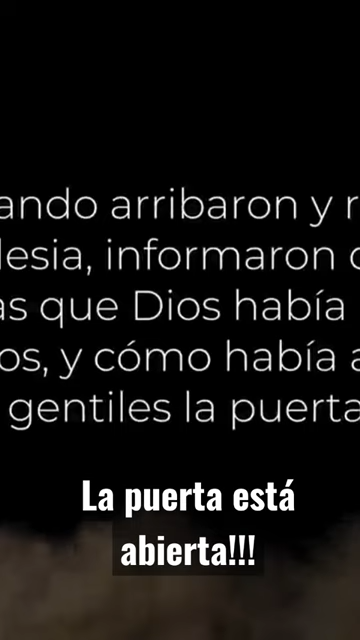 ando arribaron y r
lesia, informaron
as que Dios había
os, y cómo había a
gentiles la puerta
La puerta está
abierta!!!